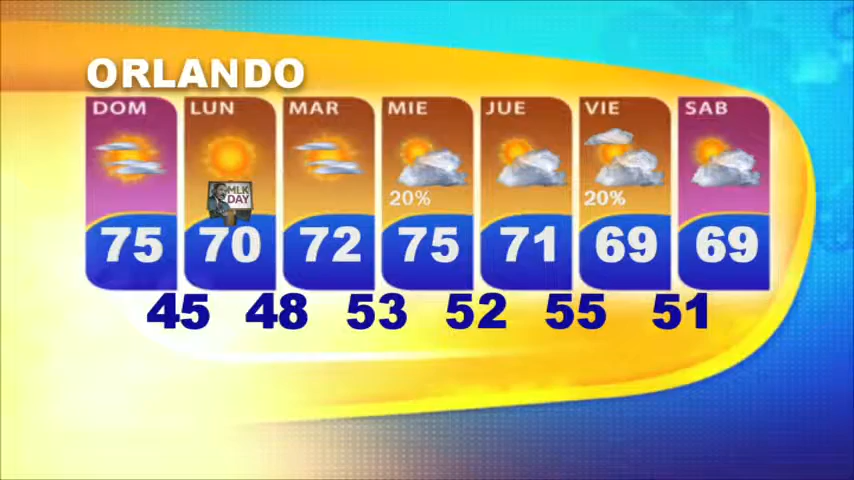 ORLANDO
DOM LUN MAR MIE JUE VIE SAB
MLK
DAY
20% 20%
75 70 72 75 71 69 69
45 48 53 52 55 51